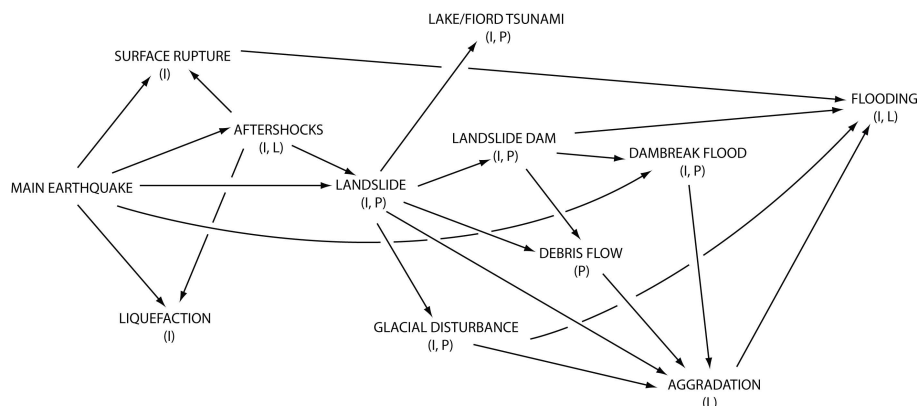 LAKE/FIORD TSUNAMI
(I, P)
SURFACE RUPTURE
(I)
FLOODING
(I, L)
AFTERSHOCKS
(I, L)
LANDSLIDE DAM
(I, P)
DAMBREAK FLOOD
(I, P)
MAIN EARTHQUAKE
LANDSLIDE
(I, P)
DEBRIS FLOW
(P)
LIQUEFACTION
(I)
GLACIAL DISTURBANCE
(I, P)
AGGRADATION
(L)